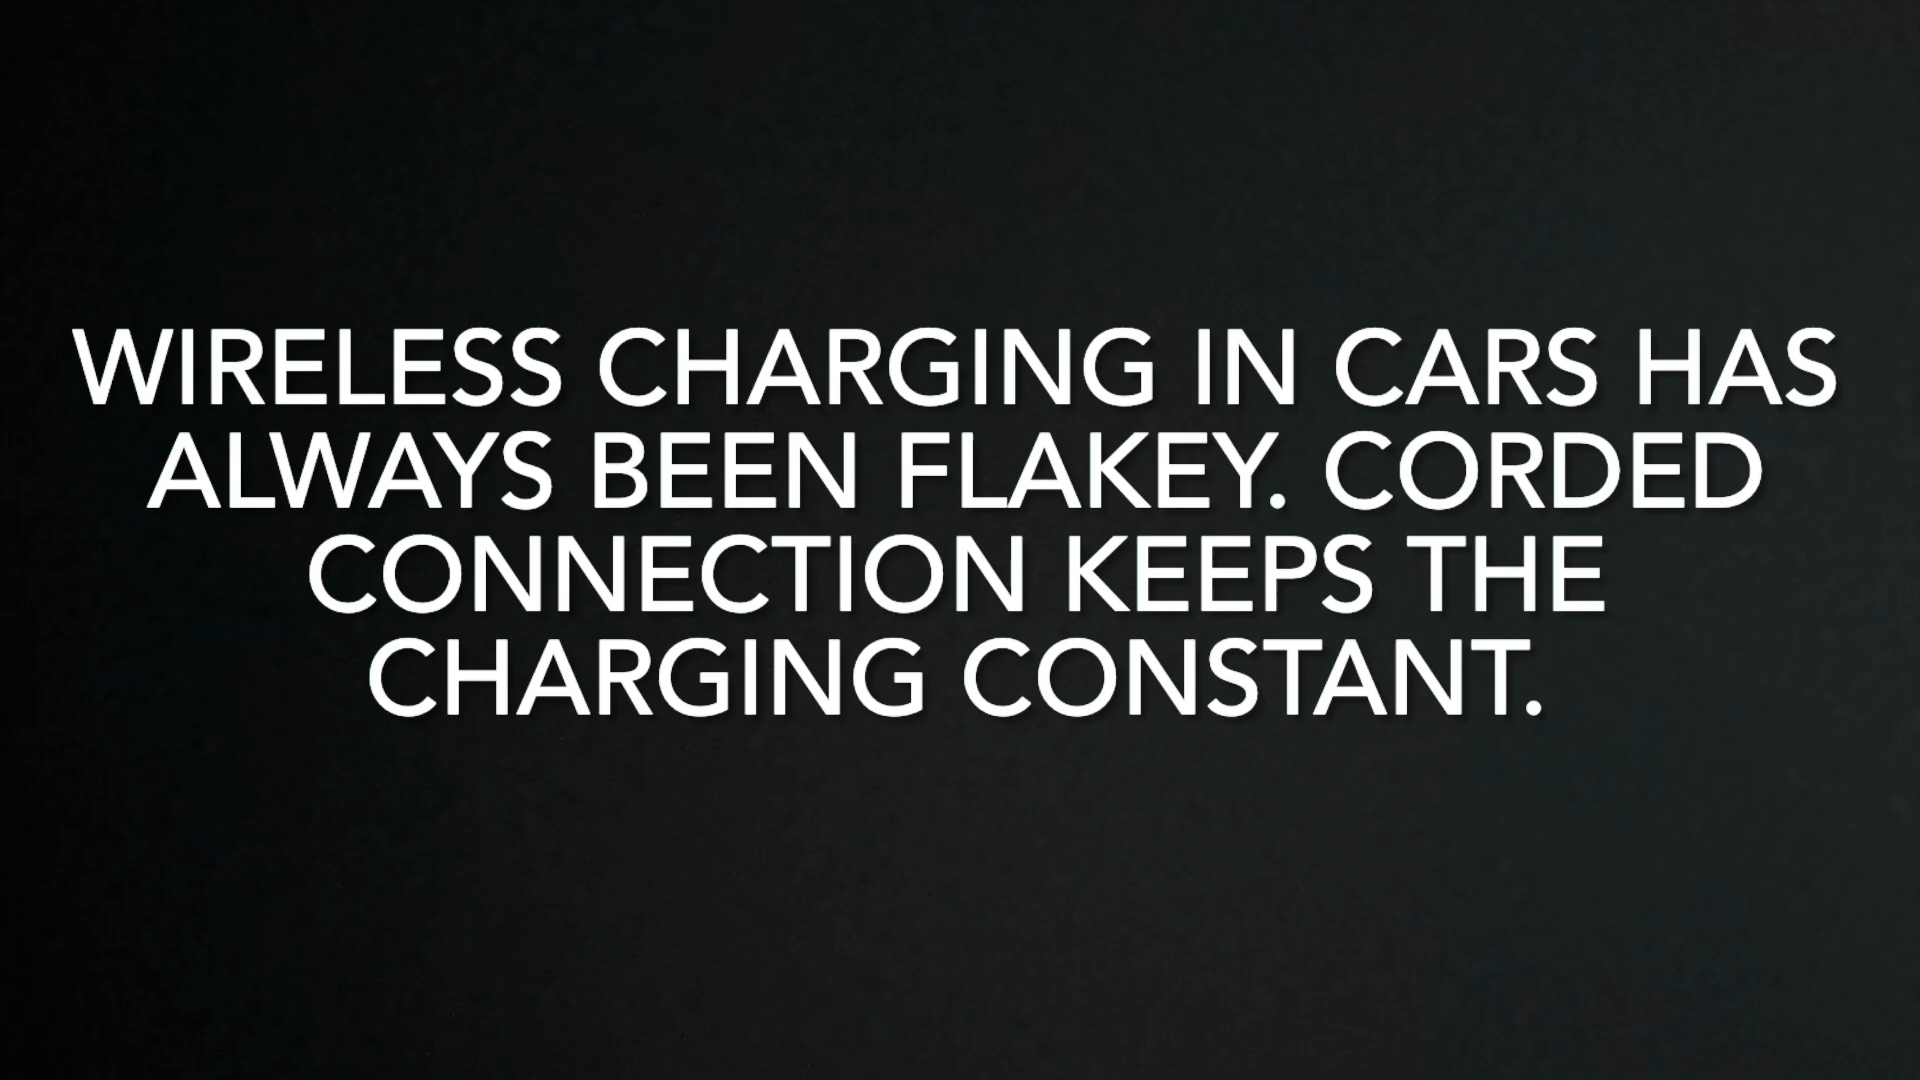 WIRELESS CHARGING IN CARS HAS
ALWAYS BEEN FLAKEY. CORDED
CONNECTION KEEPS THE
CHARGING CONSTANT.